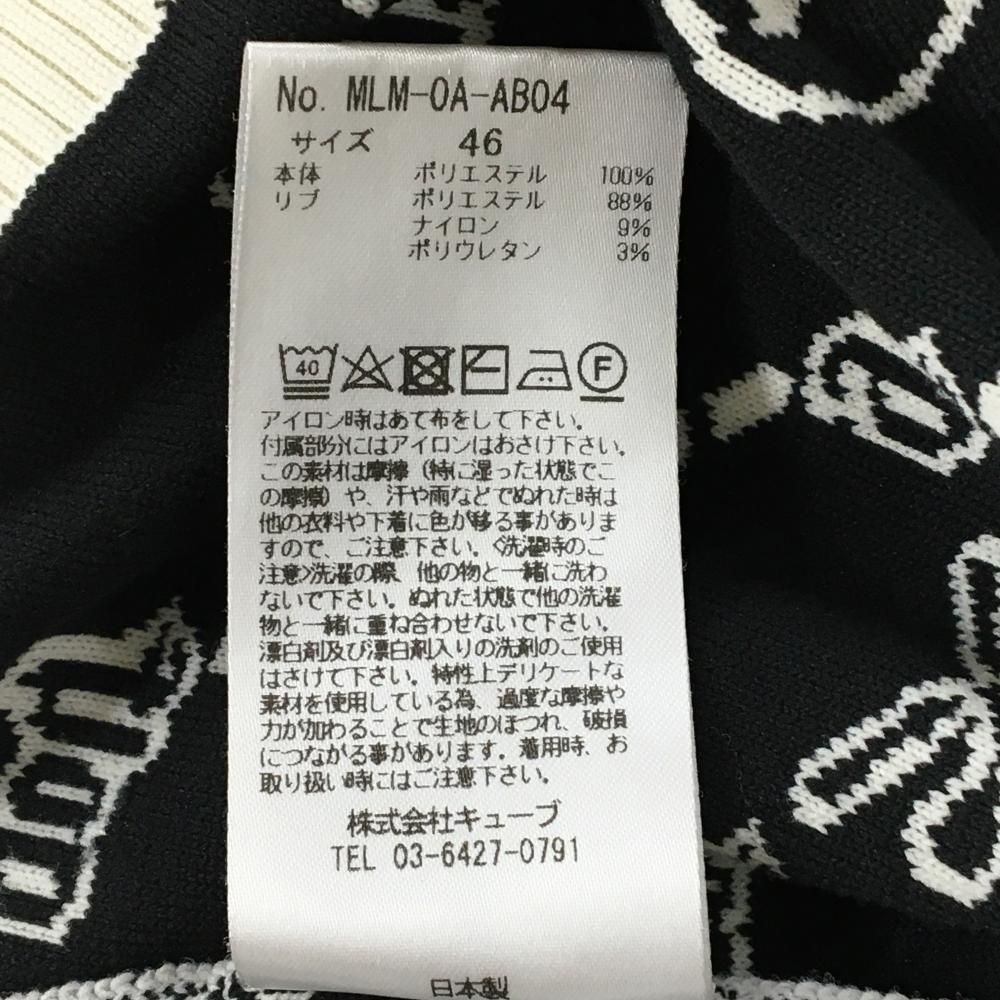 No. MLM-0A-AB04
サイズ 46
本体 ポリエステル 100%
リブ ポリエステル 88%
ナイロン 9%
ポリウレタン 3%
40 F
アイロン時はあて布をして下さい。
付属部分にはアイロンはおさけ下さい。
この素材は摩擦（特に湿った状態でこ
の摩擦）や、汗や雨などでぬれた時は
他の衣料や下着に色が移る事がありま
すので、ご注意下さい。<洗濯時のご
注意>洗濯の際、他の物と一緒に洗わ
ないで下さい。ぬれた状態で他の洗濯
物と一緒に重ね合わせないで下さい。
漂白剤及び漂白剤入りの洗剤のご使用
はさけて下さい。特性上デリケートな
素材を使用している為、過度な摩擦や
力が加わることで生地のほつれ、破損
につながる事があります。着用時、お
取り扱い時にはご注意下さい。
株式会社キューブ
TEL 03-6427-0791
日本製